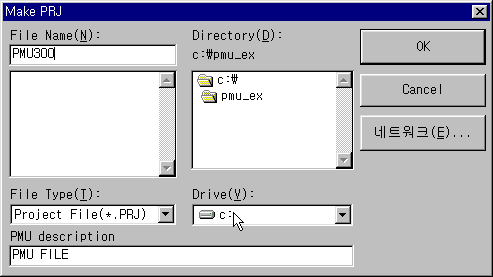 Make PRJ
File Name(N):
PMU300
Directory(D):
c:₩pmu_ex
c:₩
pmu_ex
OK
Cancel
네트워크(E)...
File Type(T):
Project File(*.PRJ)
Drive(V):
c:
PMU description
PMU FILE